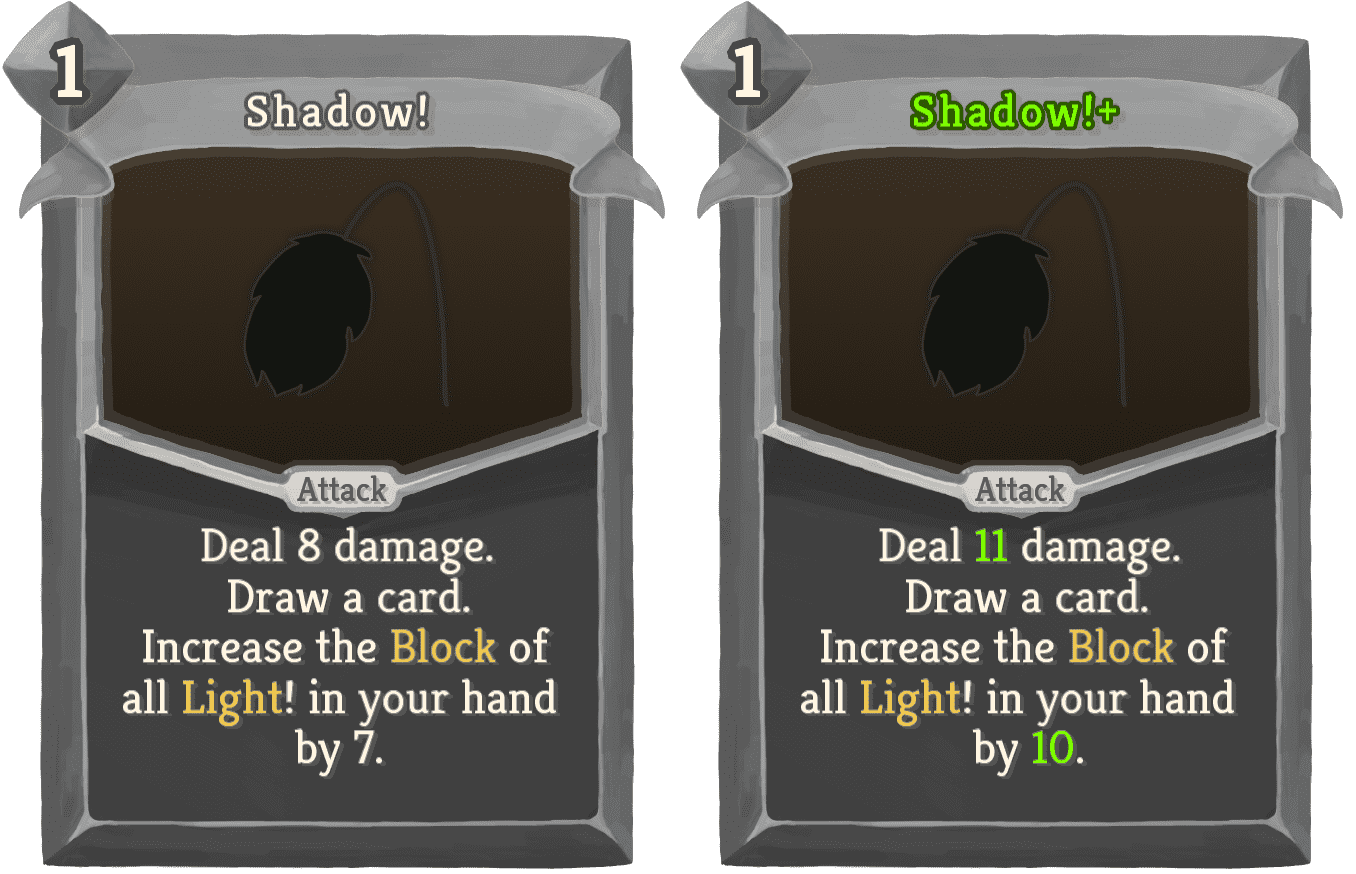 1
Shadow!
Attack
Deal 8 damage.
Draw a card.
Increase the Block of
all Light! in your hand
by 7.
1
Shadow!+
Attack
Deal 11 damage.
Draw a card.
Increase the Block of
all Light! in your hand
by 10.